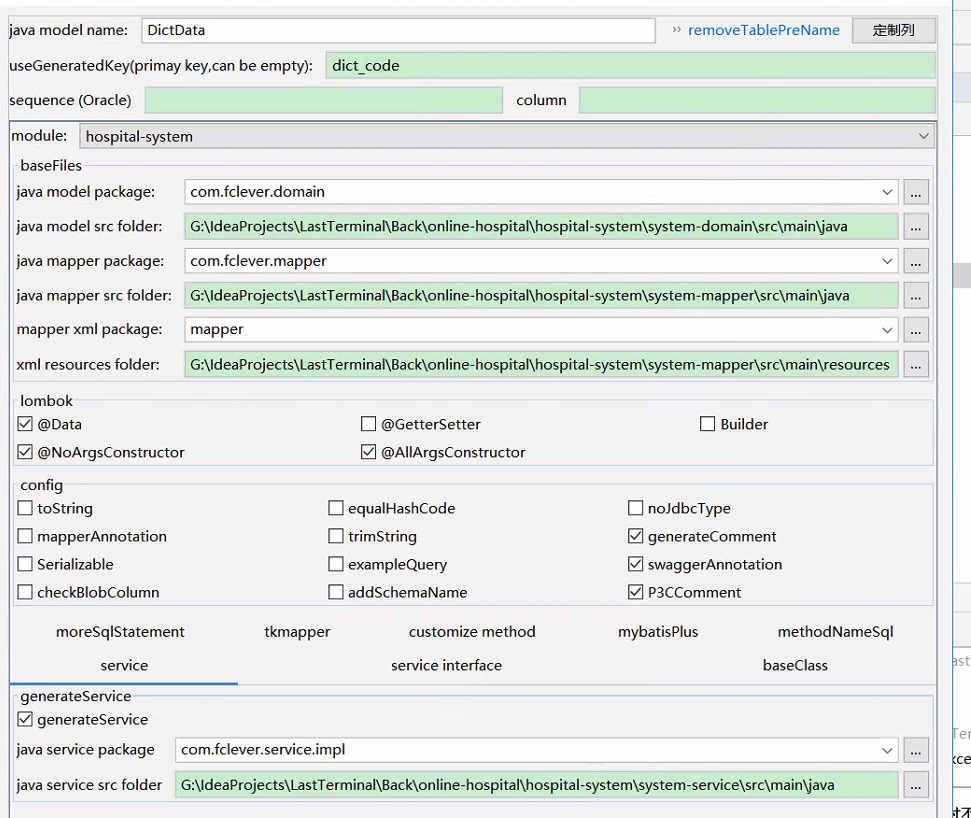 java model name: DictData >> removeTablePreName 定制列
useGeneratedKey(primay key,can be empty): dict_code
sequence (Oracle) column
module: hospital-system
baseFiles
java model package: com.fclever.domain ...
java model src folder: G:\IdeaProjects\LastTerminal\Back\online-hospital\hospital-system\system-domain\src\main\java ...
java mapper package: com.fclever.mapper ...
java mapper src folder: G:\IdeaProjects\LastTerminal\Back\online-hospital\hospital-system\system-mapper\src\main\java ...
mapper xml package: mapper ...
xml resources folder: G:\IdeaProjects\LastTerminal\Back\online-hospital\hospital-system\system-mapper\src\main\resources ...
lombok
@Data @GetterSetter Builder
@NoArgsConstructor @AllArgsConstructor
config
toString equalHashCode noJdbcType
mapperAnnotation trimString generateComment
Serializable exampleQuery swaggerAnnotation
checkBlobColumn addSchemaName P3CComment
moreSqlStatement tkmapper customize method mybatisPlus methodNameSql
service service interface baseClass
generateService
generateService
java service package com.fclever.service.impl ...
java service src folder G:\IdeaProjects\LastTerminal\Back\online-hospital\hospital-system\system-service\src\main\java ...